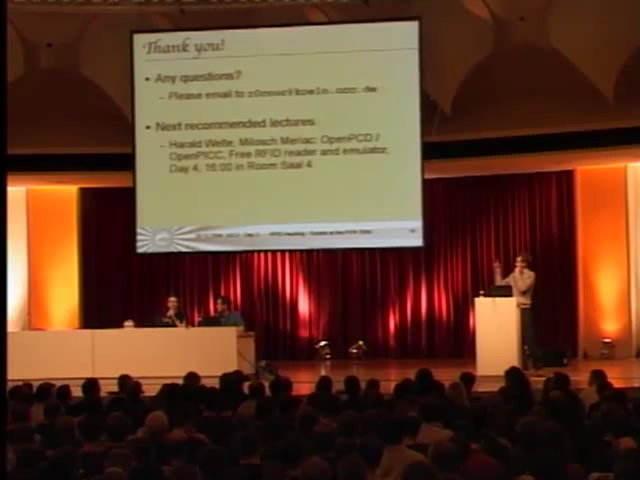 Thank you!
• Any questions?
– Please email to
• Next recommended lectures
– Harald Welte, Milosch Meriac: OpenPCD /
OpenPICC, Free RFID reader and emulator,
Day 4, 16:00 in Room Saal 4